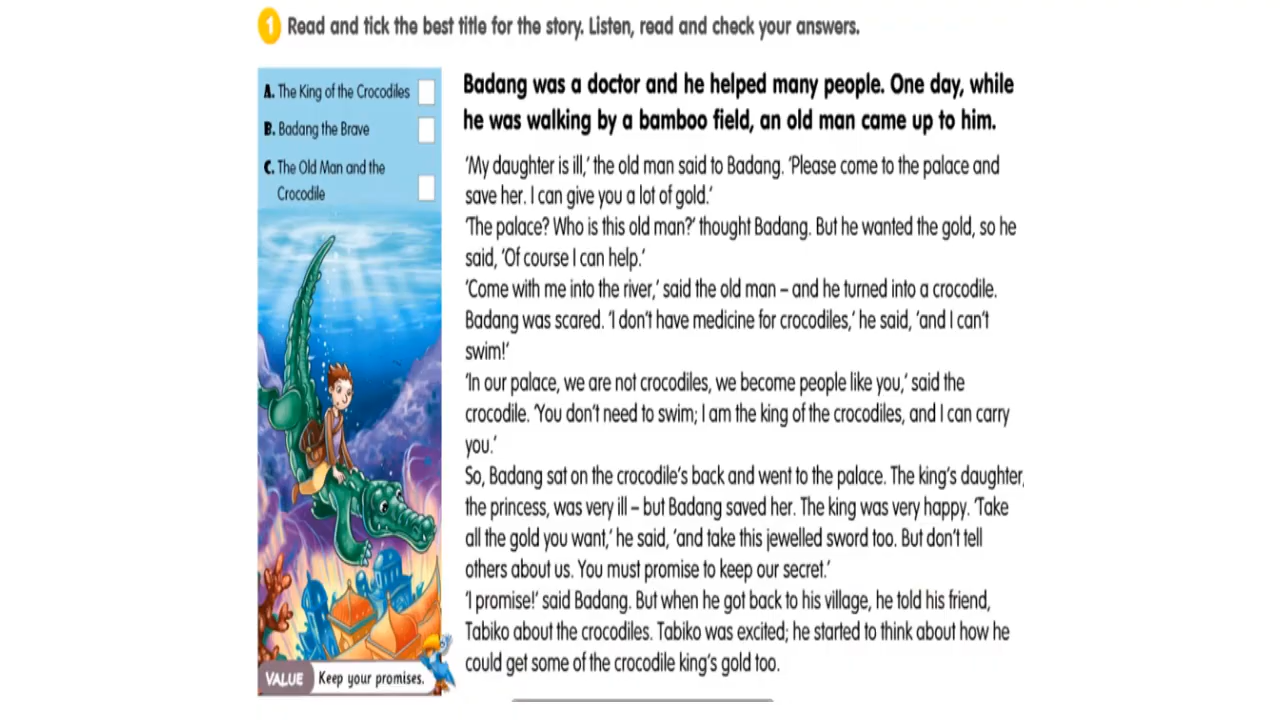 1 Read and tick the best title for the story. Listen, read and check your answers.
A. The King of the Crocodiles
B. Badang the Brave
C. The Old Man and the
Crocodile
Badang was a doctor and he helped many people. One day, while
he was walking by a bamboo field, an old man came up to him.
'My daughter is ill,' the old man said to Badang. 'Please come to the palace and
save her. I can give you a lot of gold.'
'The palace? Who is this old man?' thought Badang. But he wanted the gold, so he
said, 'Of course I can help.'
'Come with me into the river,' said the old man – and he turned into a crocodile.
Badang was scared. 'I don't have medicine for crocodiles,' he said, 'and I can't
swim!'
'In our palace, we are not crocodiles, we become people like you,' said the
crocodile. 'You don't need to swim; I am the king of the crocodiles, and I can carry
you.'
So, Badang sat on the crocodile's back and went to the palace. The king's daughter,
the princess, was very ill – but Badang saved her. The king was very happy. 'Take
all the gold you want,' he said, 'and take this jewelled sword too. But don't tell
others about us. You must promise to keep our secret.'
'I promise!' said Badang. But when he got back to his village, he told his friend,
Tabiko about the crocodiles. Tabiko was excited; he started to think about how he
could get some of the crocodile king's gold too.
VALUE Keep your promises.